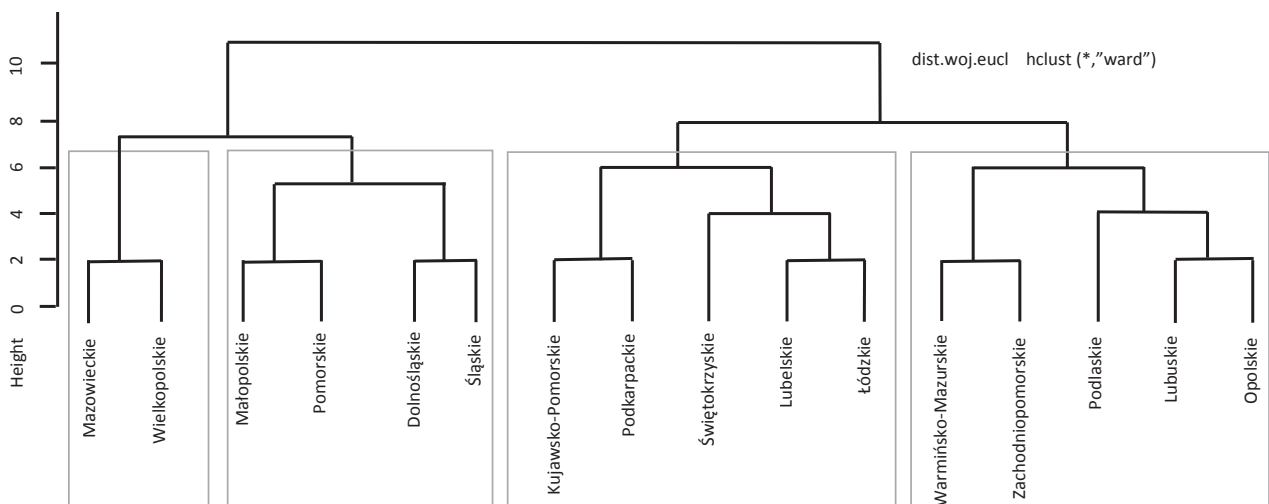 dist.woj.eucl hclust (*,”ward”)
10
8
6
4
2
0
Height
Mazowieckie
Wielkopolskie
Małopolskie
Pomorskie
Dolnośląskie
Śląskie
Kujawsko-Pomorskie
Podkarpackie
Świętokrzyskie
Lubelskie
Łódzkie
Warmińsko-Mazurskie
Zachodniopomorskie
Podlaskie
Lubuskie
Opolskie